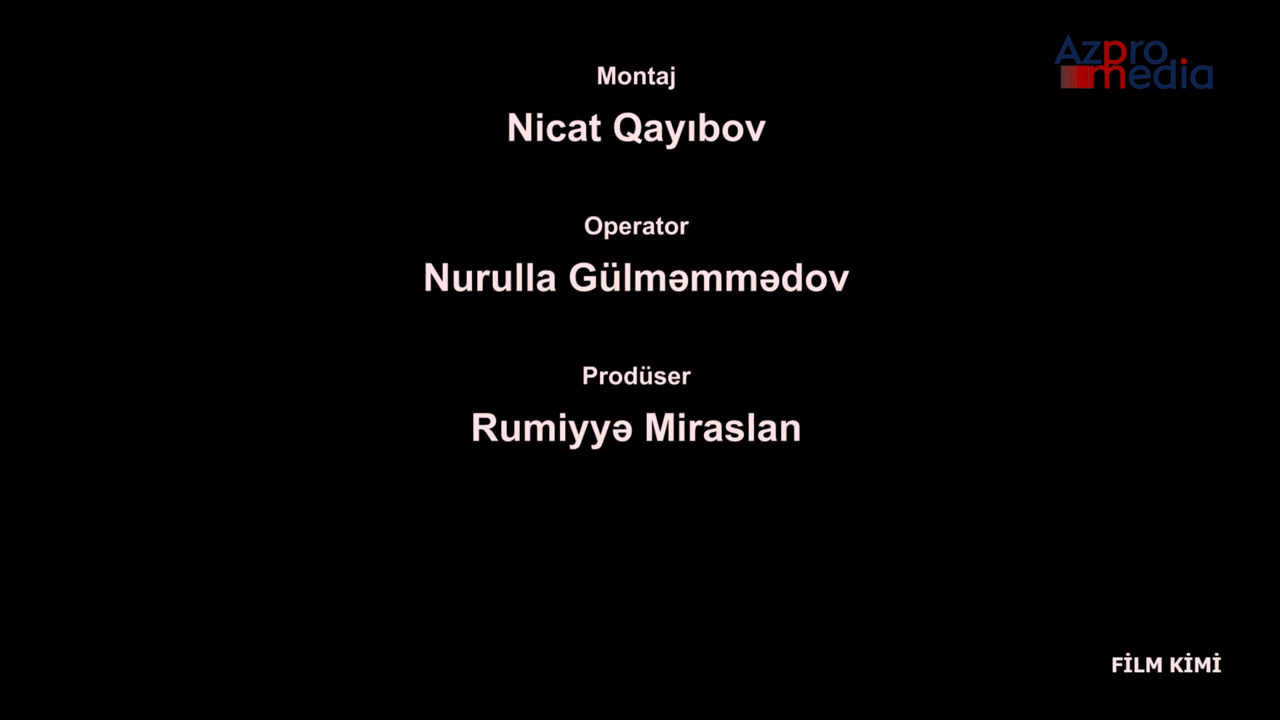 Azpro
media
Montaj
Nicat Qayıbov
Operator
Nurulla Gülməmmədov
Prodüser
Rumiyyə Miraslan
FİLM KİMİ